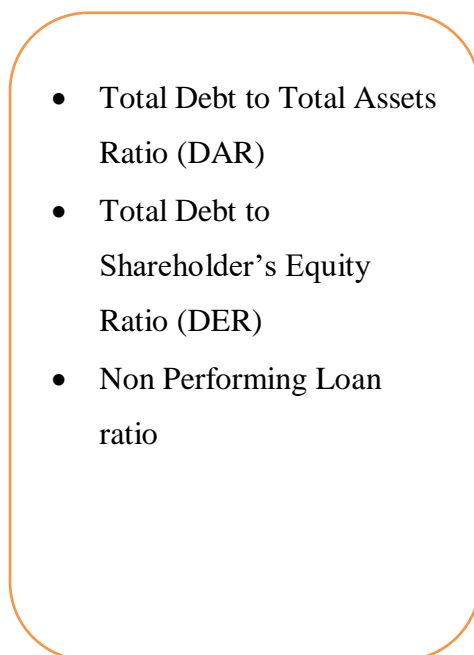 • Total Debt to Total Assets
Ratio (DAR)
• Total Debt to
Shareholder’s Equity
Ratio (DER)
• Non Performing Loan
ratio